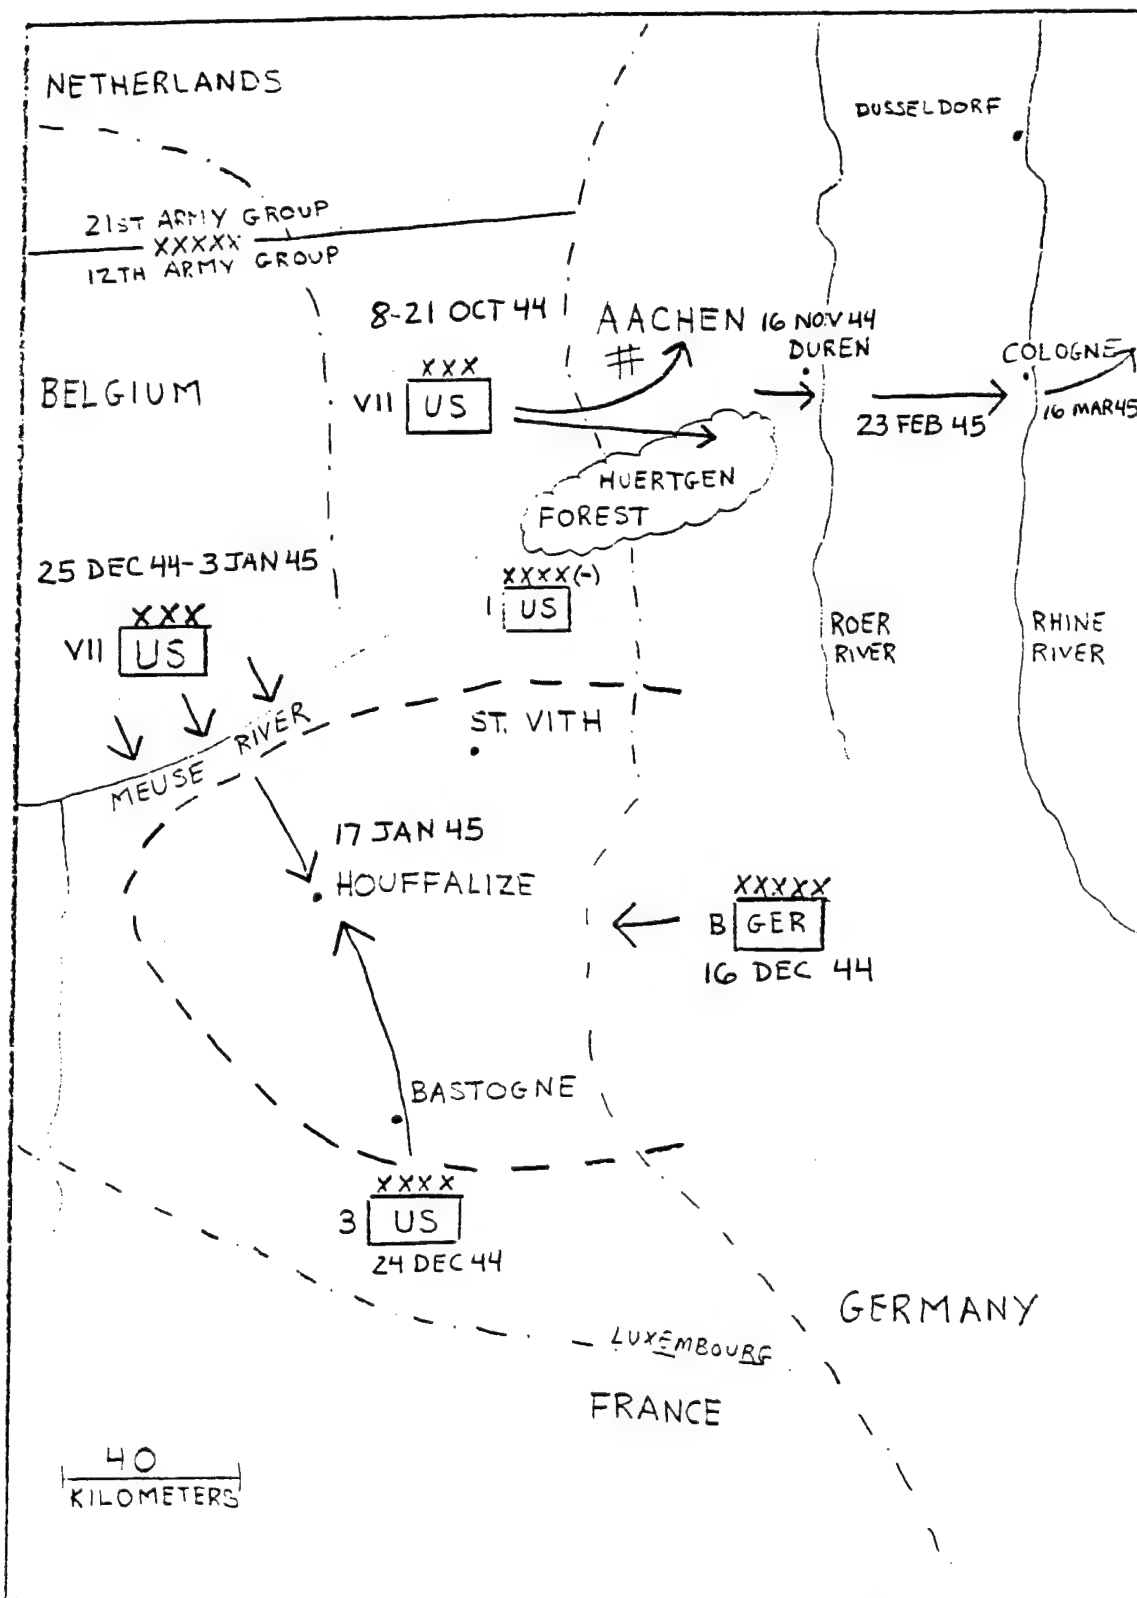 NETHERLANDS
DUSSELDORF
21ST ARMY GROUP
XXXXX
12TH ARMY GROUP
8-21 OCT 44
AACHEN
16 NOV 44
DUREN
COLOGNE
BELGIUM
XXX
VII US
23 FEB 45
16 MAR 45
HUERTGEN
FOREST
25 DEC 44-3 JAN 45
XXXX(-)
I US
XXX
VII US
ROER
RIVER
RHINE
RIVER
MEUSE RIVER
ST. VITH
17 JAN 45
HOUFFALIZE
XXXXX
B GER
16 DEC 44
BASTOGNE
XXXX
3 US
24 DEC 44
GERMANY
LUXEMBOURG
FRANCE
40
KILOMETERS